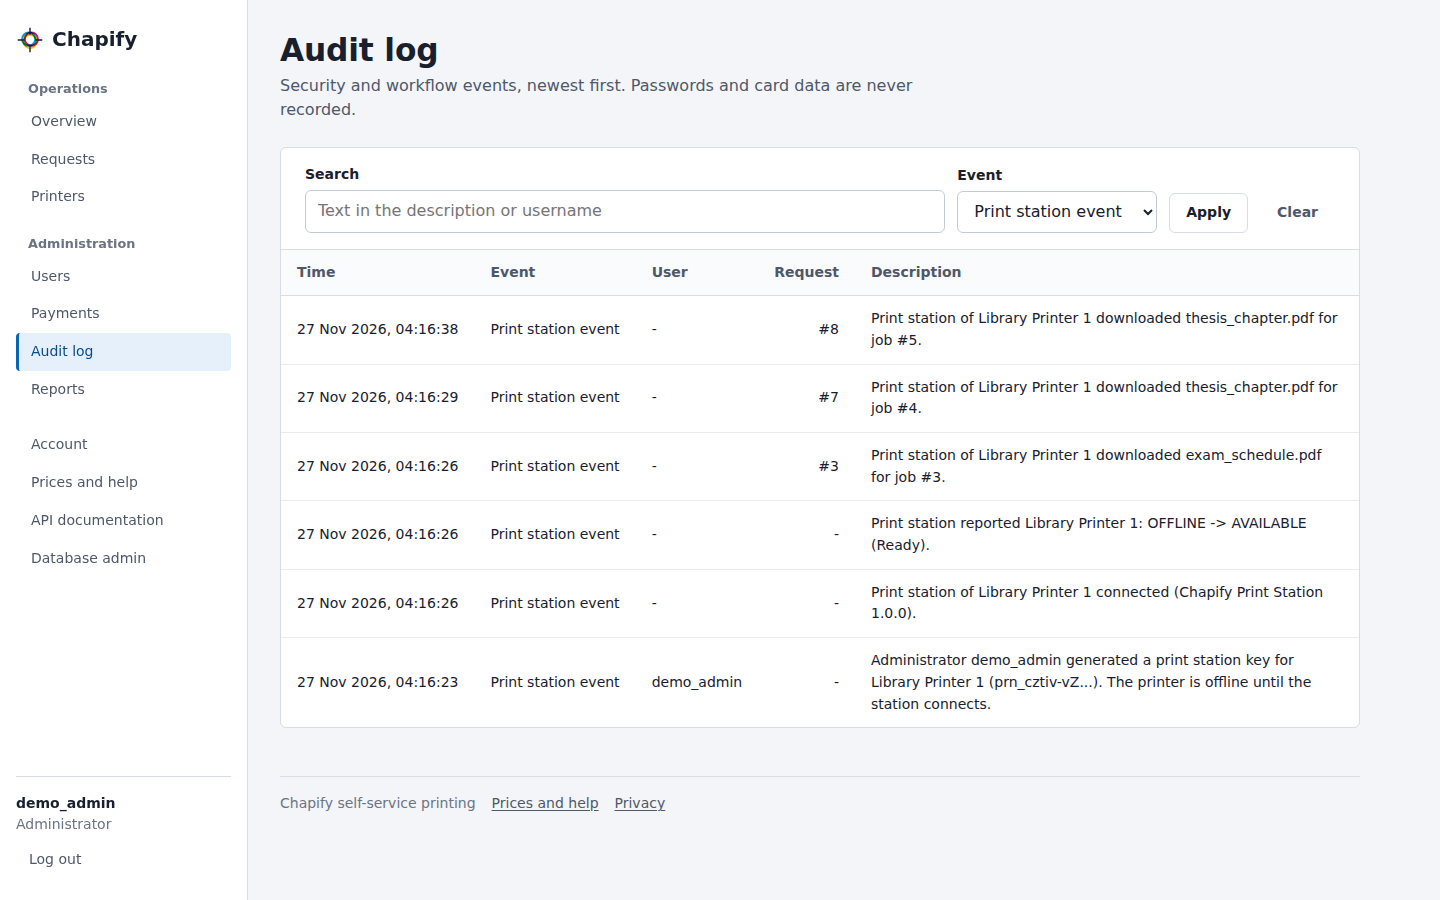 Chapify
Operations
Overview
Requests
Printers
Administration
Users
Payments
Audit log
Reports
Account
Prices and help
API documentation
Database admin
demo_admin
Administrator
Log out
Audit log
Security and workflow events, newest first. Passwords and card data are never
recorded.
Search
Text in the description or username
Event
Print station event
Apply
Clear
Time Event User Request Description
27 Nov 2026, 04:16:38 Print station event - #8 Print station of Library Printer 1 downloaded thesis_chapter.pdf for
job #5.
27 Nov 2026, 04:16:29 Print station event - #7 Print station of Library Printer 1 downloaded thesis_chapter.pdf for
job #4.
27 Nov 2026, 04:16:26 Print station event - #3 Print station of Library Printer 1 downloaded exam_schedule.pdf
for job #3.
27 Nov 2026, 04:16:26 Print station event - - Print station reported Library Printer 1: OFFLINE -> AVAILABLE
(Ready).
27 Nov 2026, 04:16:26 Print station event - - Print station of Library Printer 1 connected (Chapify Print Station
1.0.0).
27 Nov 2026, 04:16:23 Print station event demo_admin - Administrator demo_admin generated a print station key for
Library Printer 1 (prn_cztiv-vZ...). The printer is offline until the
station connects.
Chapify self-service printing Prices and help Privacy